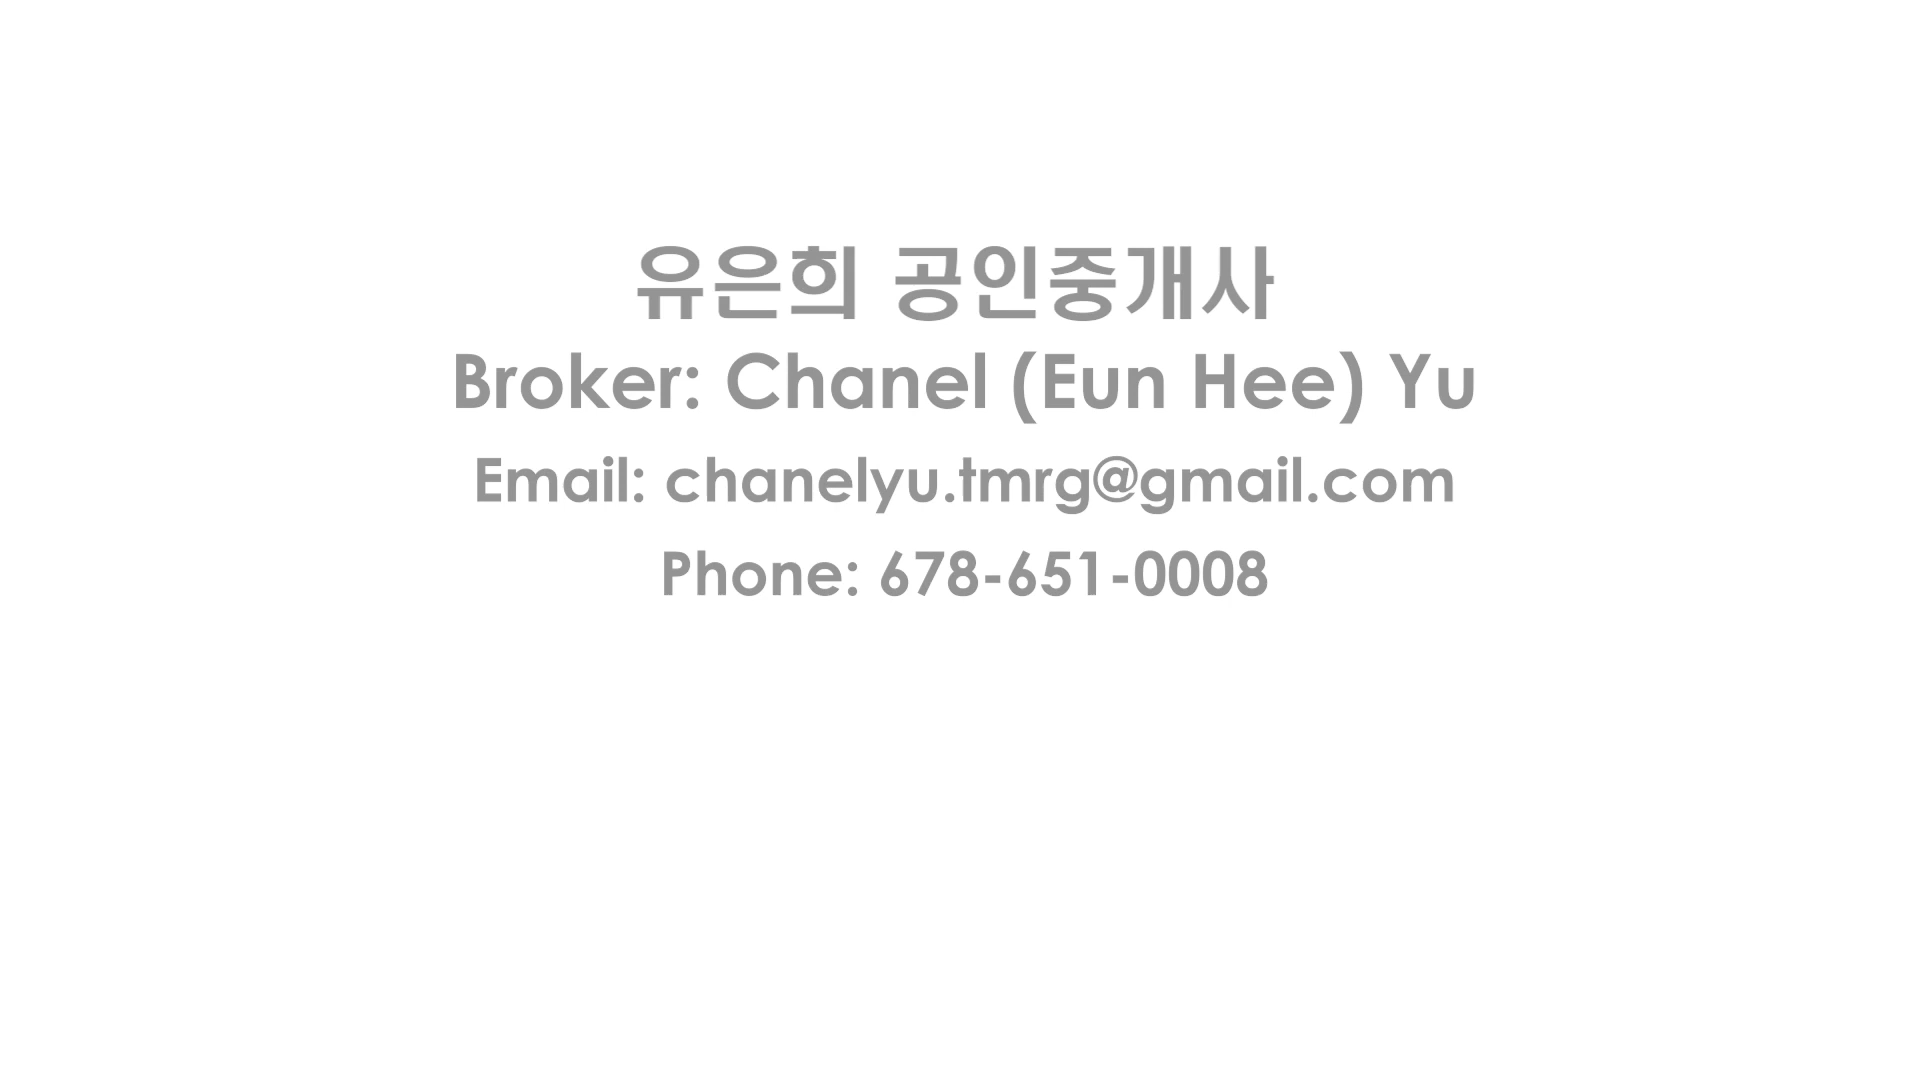 유은희 공인중개사
Broker: Chanel (Eun Hee) Yu
Email: chanelyu.tmrg@gmail.com
Phone: 678-651-0008